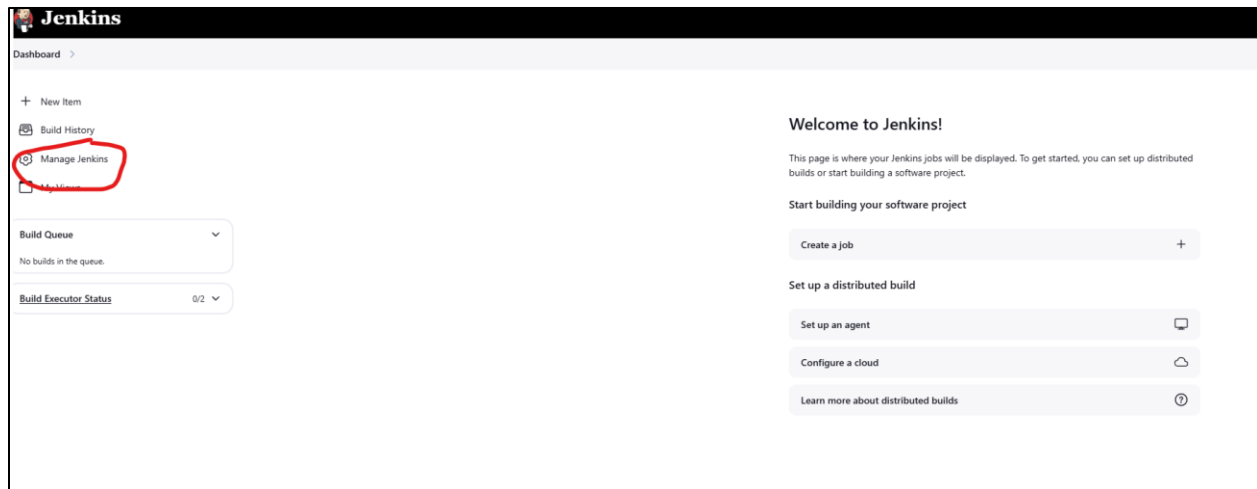 Jenkins
Dashboard >
+ New Item
Build History
Manage Jenkins
My Views
Build Queue
No builds in the queue.
Build Executor Status 0/2
Welcome to Jenkins!
This page is where your Jenkins jobs will be displayed. To get started, you can set up distributed
builds or start building a software project.
Start building your software project
Create a job +
Set up a distributed build
Set up an agent
Configure a cloud
Learn more about distributed builds ?